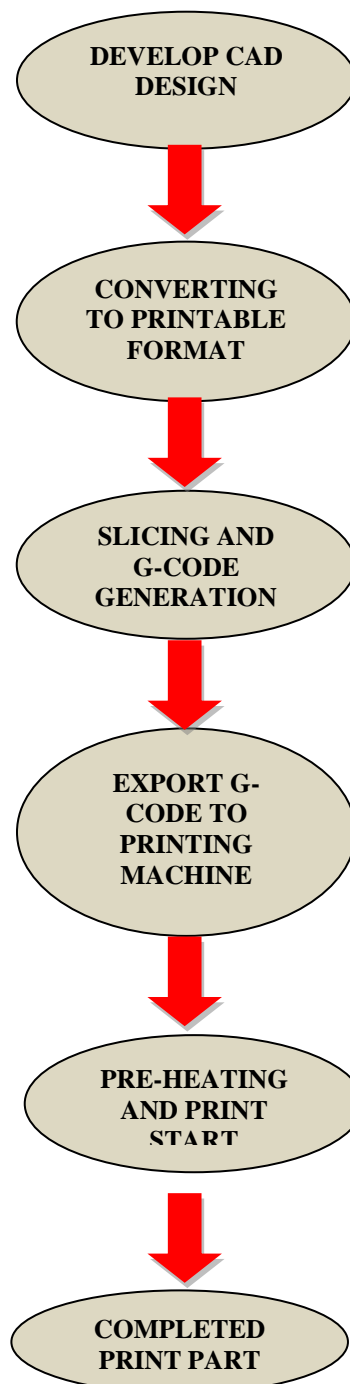 DEVELOP CAD
DESIGN
CONVERTING
TO PRINTABLE
FORMAT
SLICING AND
G-CODE
GENERATION
EXPORT G-
CODE TO
PRINTING
MACHINE
PRE-HEATING
AND PRINT
START
COMPLETED
PRINT PART